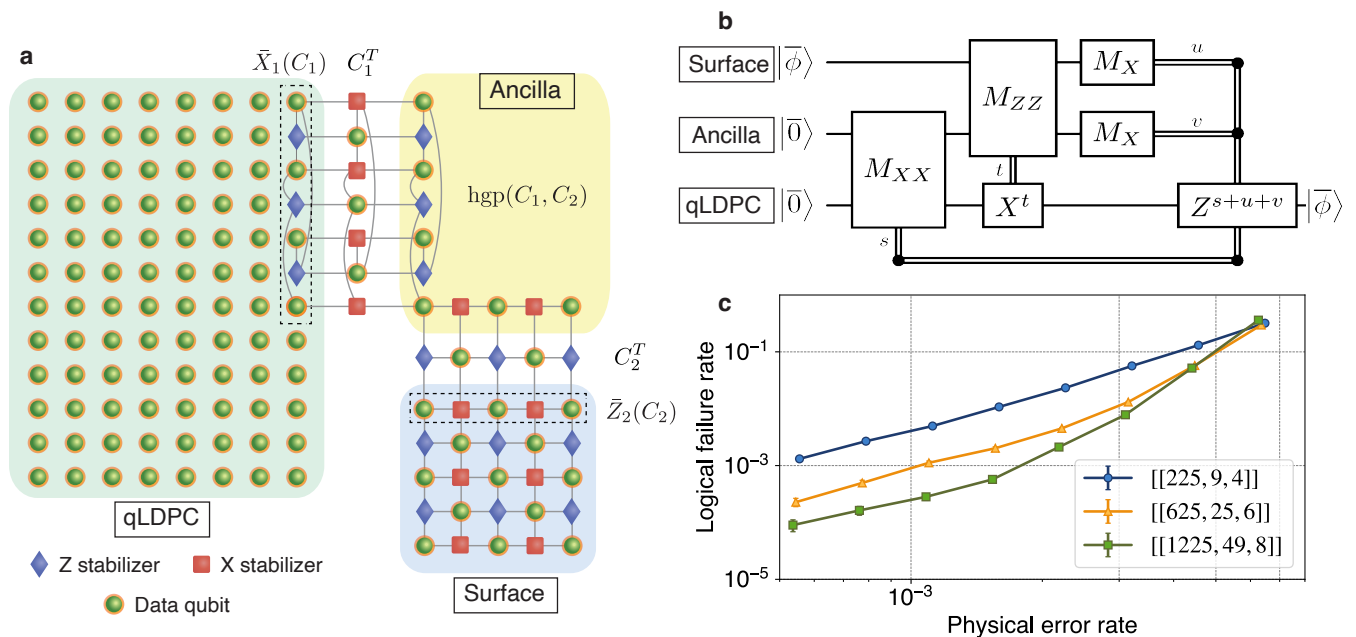 a
X̄₁(C₁)
C₁ᵀ
Ancilla
hgp(C₁, C₂)
C₂ᵀ
Z̄₂(C₂)
qLDPC
Surface
Z stabilizer
X stabilizer
Data qubit
b
Surface |φ̄⟩ M_ZZ M_X u
Ancilla |0̄⟩ M_XX M_X v
t
qLDPC |0̄⟩ Xᵗ Z^{s+u+v} |φ̄⟩
s
c
Logical failure rate
10⁻¹
10⁻³
10⁻⁵
[[225, 9, 4]]
[[625, 25, 6]]
[[1225, 49, 8]]
10⁻³
Physical error rate